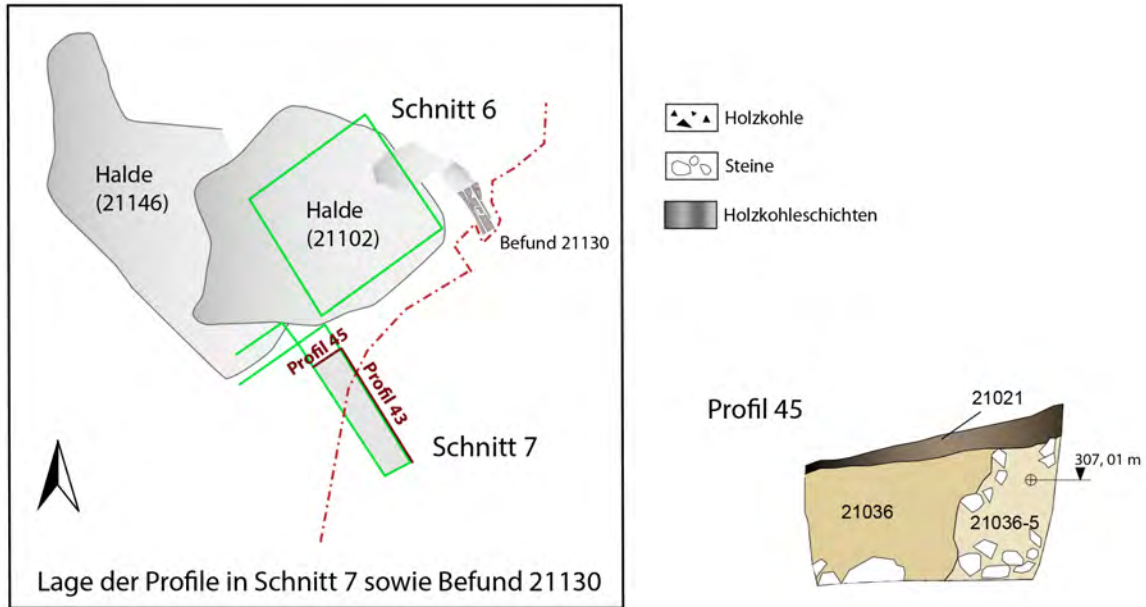 Schnitt 6
Halde
(21146)
Halde
(21102)
Befund 21130
Profil 45
Profil 43
Schnitt 7
Lage der Profile in Schnitt 7 sowie Befund 21130
Holzkohle
Steine
Holzkohleschichten
Profil 45
21021
307, 01 m
21036
21036-5